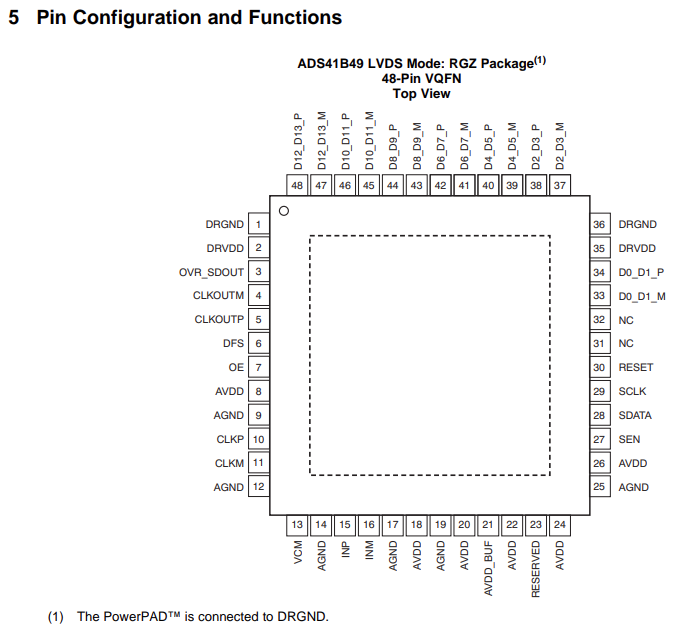 5 Pin Configuration and Functions
ADS41B49 LVDS Mode: RGZ Package(1)
48-Pin VQFN
Top View
D12_D13_P
D12_D13_M
D10_D11_P
D10_D11_M
D8_D9_P
D8_D9_M
D6_D7_P
D6_D7_M
D4_D5_P
D4_D5_M
D2_D3_P
D2_D3_M
48 47 46 45 44 43 42 41 40 39 38 37
DRGND 1 36 DRGND
DRVDD 2 35 DRVDD
OVR_SDOUT 3 34 D0_D1_P
CLKOUTM 4 33 D0_D1_M
CLKOUTP 5 32 NC
DFS 6 31 NC
OE 7 30 RESET
AVDD 8 29 SCLK
AGND 9 28 SDATA
CLKP 10 27 SEN
CLKM 11 26 AVDD
AGND 12 25 AGND
13 14 15 16 17 18 19 20 21 22 23 24
VCM
AGND
INP
INM
AGND
AVDD
AGND
AVDD
AVDD_BUF
AVDD
RESERVED
AVDD
(1) The PowerPAD™ is connected to DRGND.